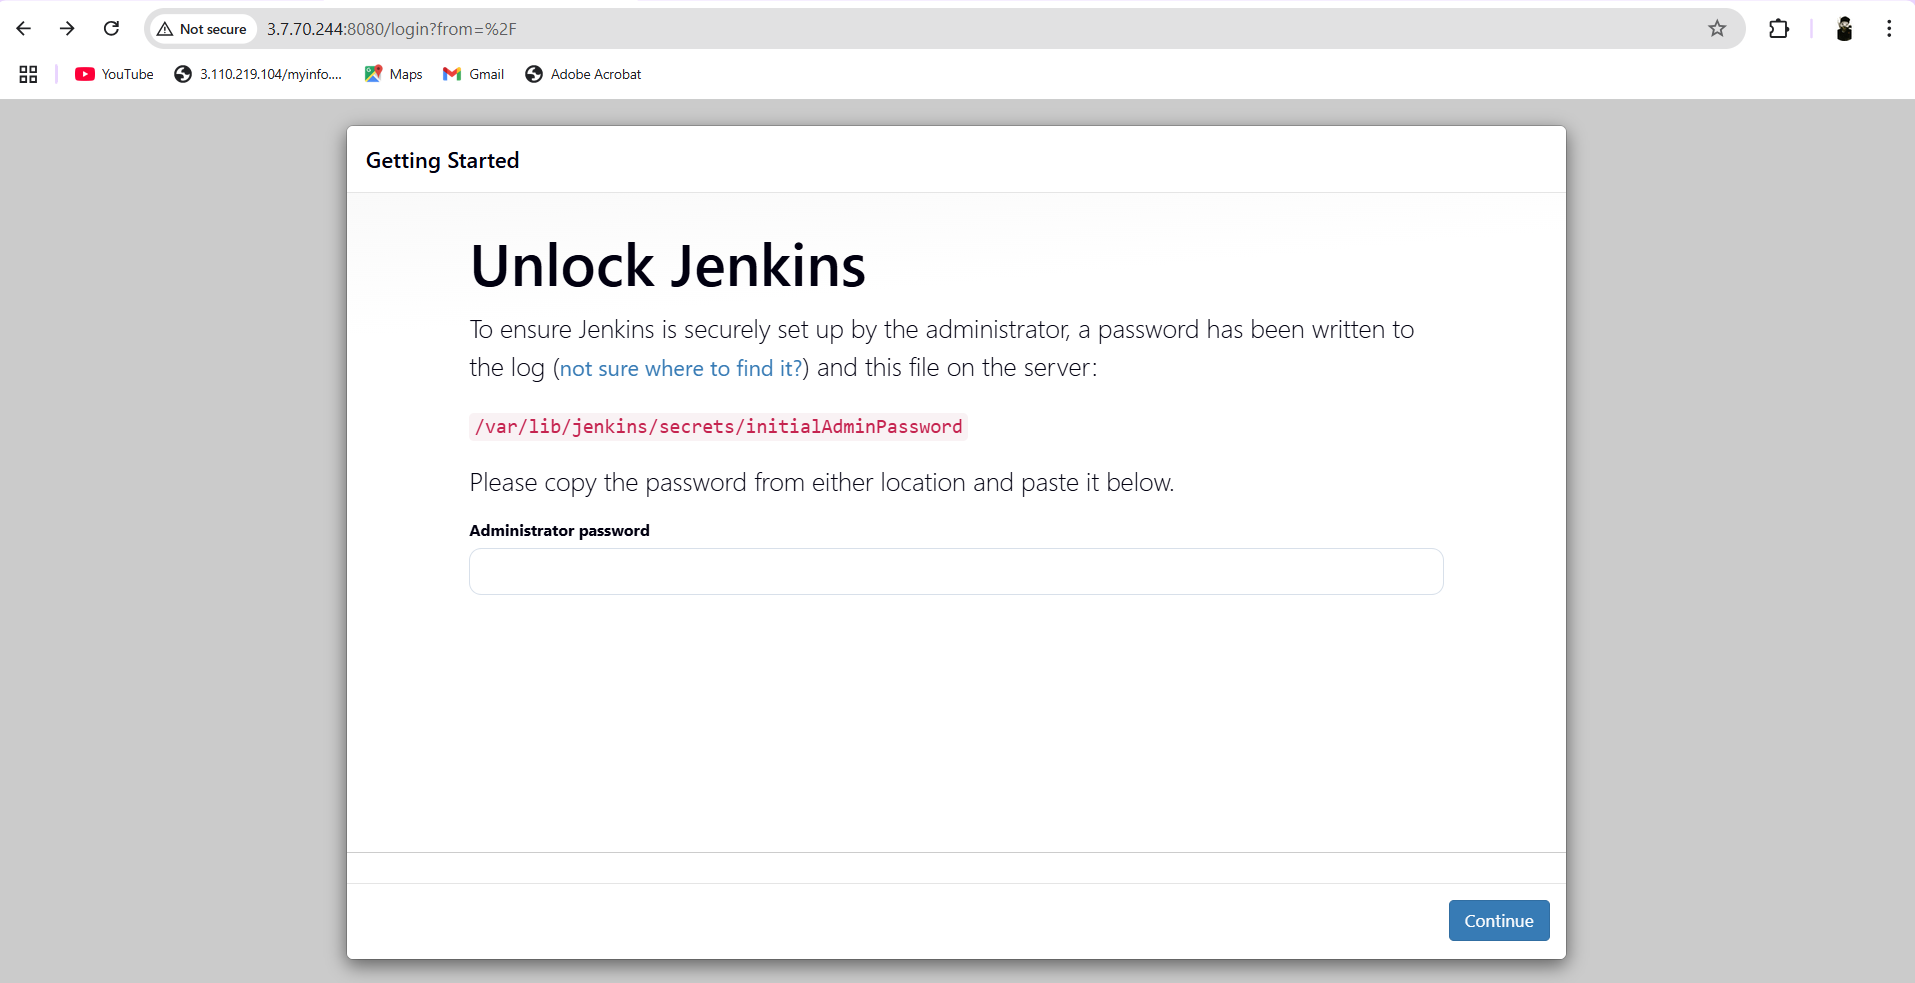 Not secure 3.7.70.244:8080/login?from=%2F
YouTube 3.110.219.104/myinfo.... Maps Gmail Adobe Acrobat
Getting Started
Unlock Jenkins
To ensure Jenkins is securely set up by the administrator, a password has been written to
the log (not sure where to find it?) and this file on the server:
/var/lib/jenkins/secrets/initialAdminPassword
Please copy the password from either location and paste it below.
Administrator password
Continue